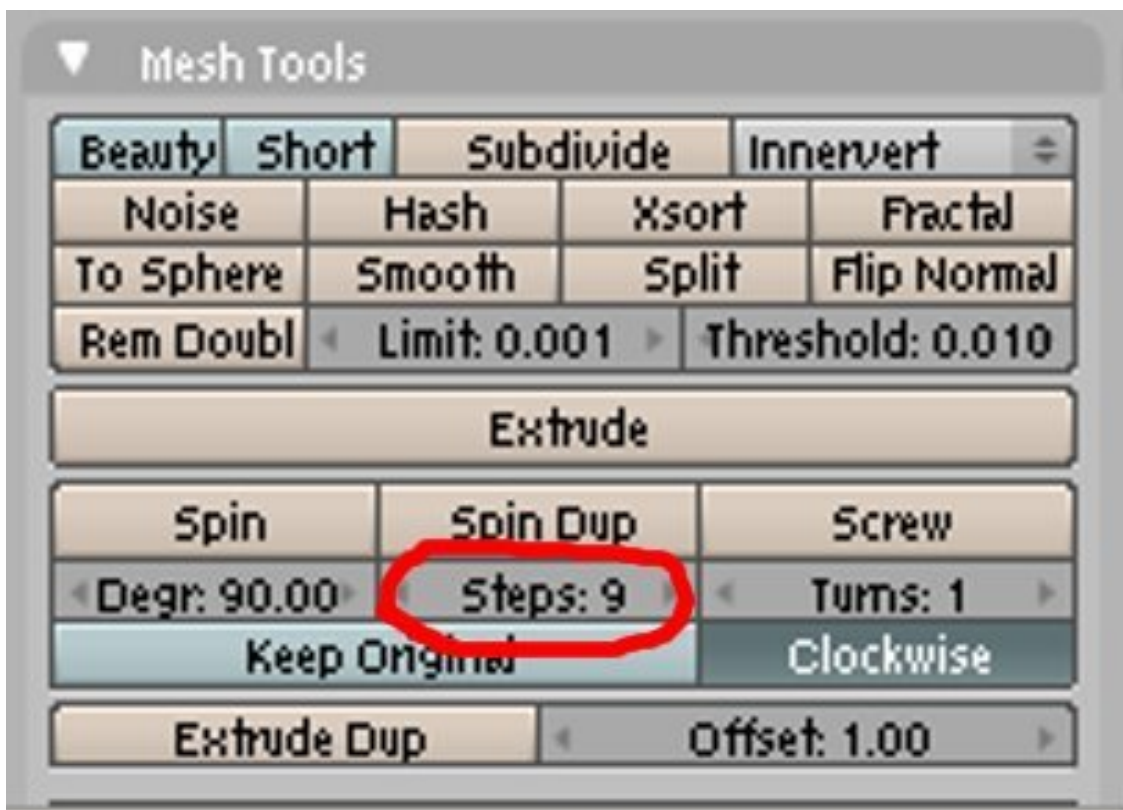 Mesh Tools
Beauty Short Subdivide Innervert
Noise Hash Xsort Fractal
To Sphere Smooth Split Flip Normal
Rem Doubl Limit: 0.001 Threshold: 0.010
Extrude
Spin Spin Dup Screw
Degr: 90.00 Steps: 9 Turns: 1
Keep Original Clockwise
Extrude Dup Offset: 1.00